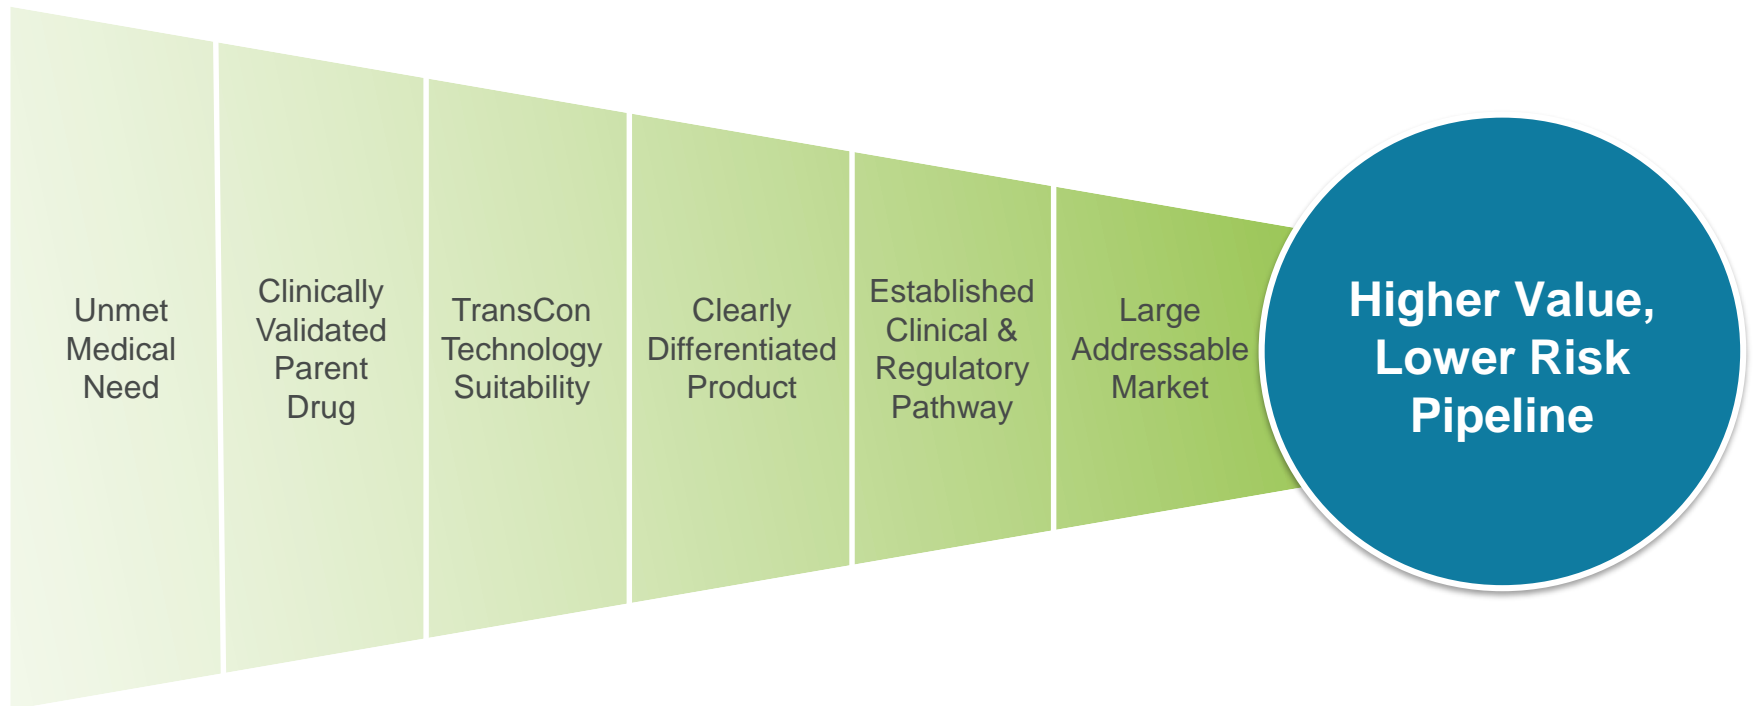 Unmet
Medical
Need
Clinically
Validated
Parent
Drug
TransCon
Technology
Suitability
Clearly
Differentiated
Product
Established
Clinical &
Regulatory
Pathway
Large
Addressable
Market
Higher Value,
Lower Risk
Pipeline